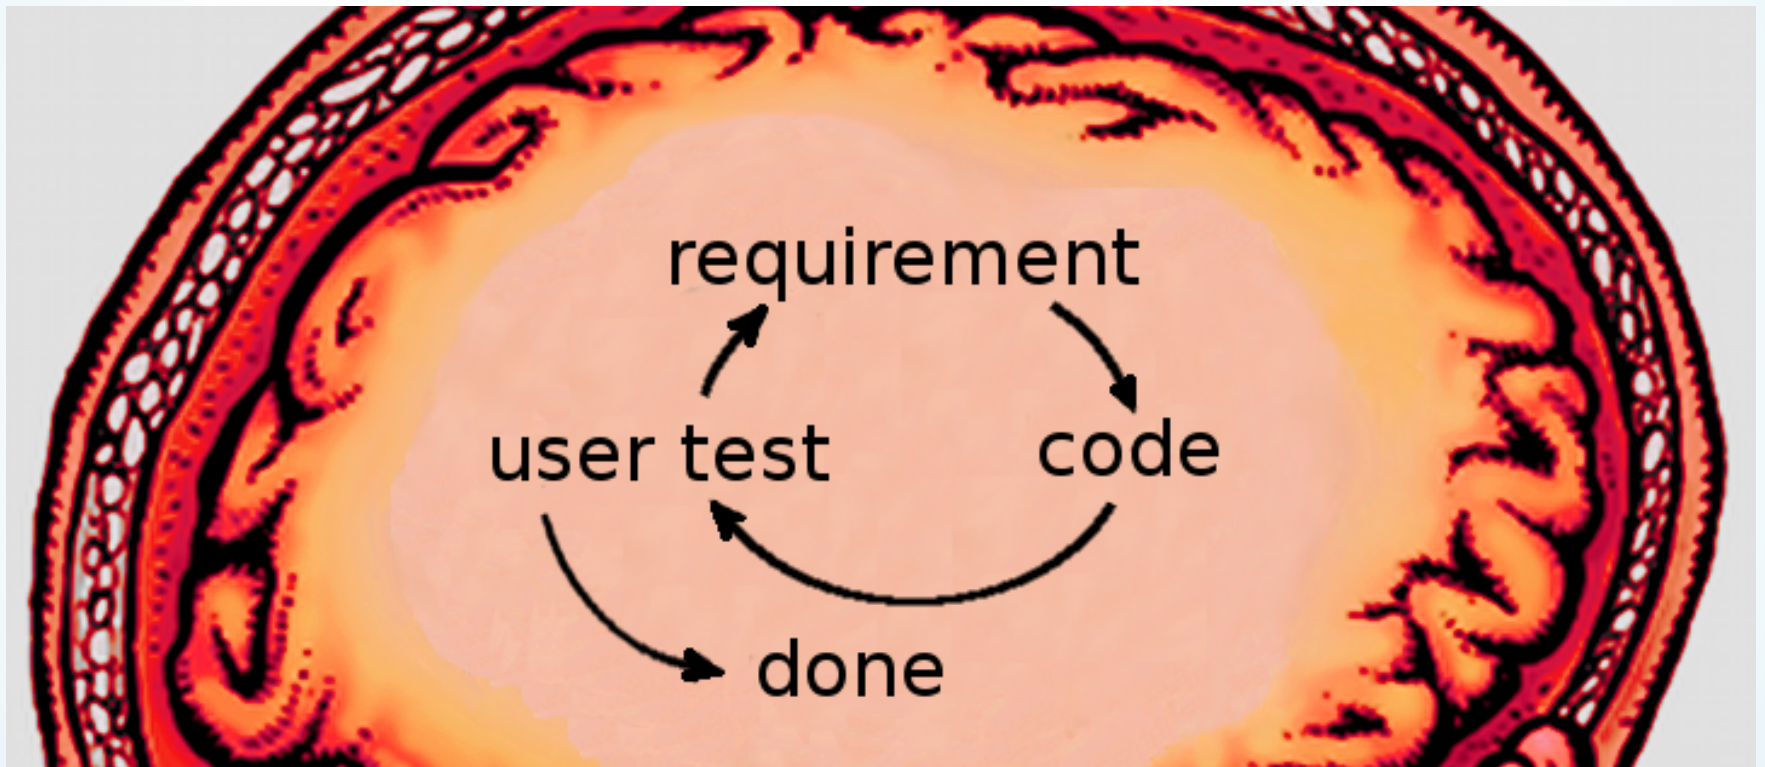 requirement
user test code
done